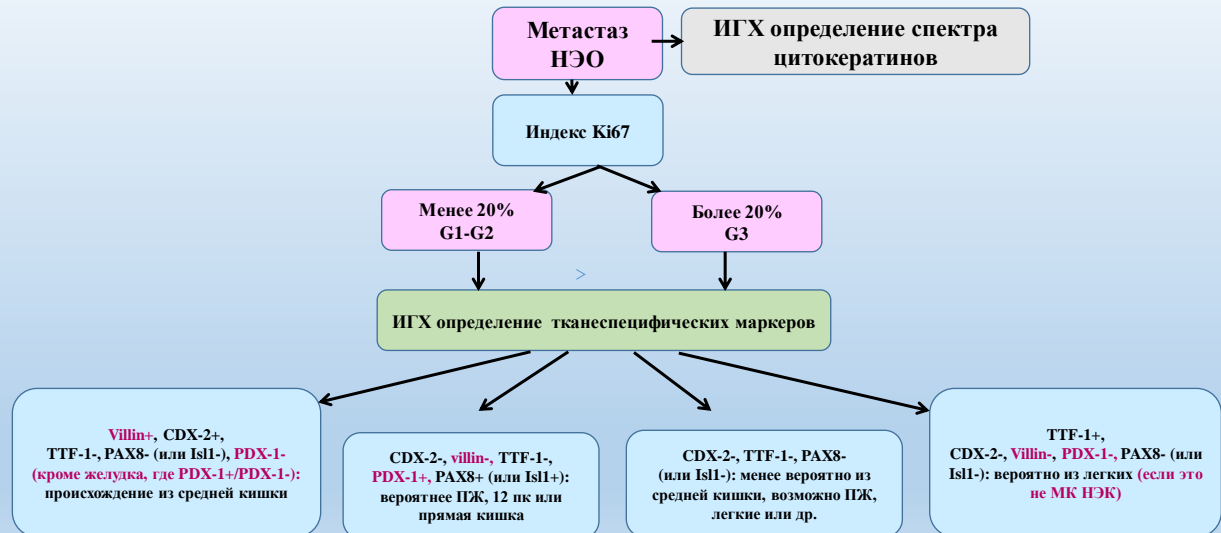 Метастаз
НЭО
ИГХ определение спектра
цитокератинов
Индекс Ki67
Менее 20%
G1-G2
Более 20%
G3
>
ИГХ определение тканеспецифических маркеров
Villin+, CDX-2+,
TTF-1-, PAX8- (или Isl1-), PDX-1-
(кроме желудка, где PDX-1+/PDX-1-):
происхождение из средней кишки
CDX-2-, villin-, TTF-1-,
PDX-1+, PAX8+ (или Isl1+):
вероятнее ПЖ, 12 пк или
прямая кишка
CDX-2-, TTF-1-, PAX8-
(или Isl1-): менее вероятно из
средней кишки, возможно ПЖ,
легкие или др.
TTF-1+,
CDX-2-, Villin-, PDX-1-, PAX8- (или
Isl1-): вероятно из легких (если это
не МК НЭК)